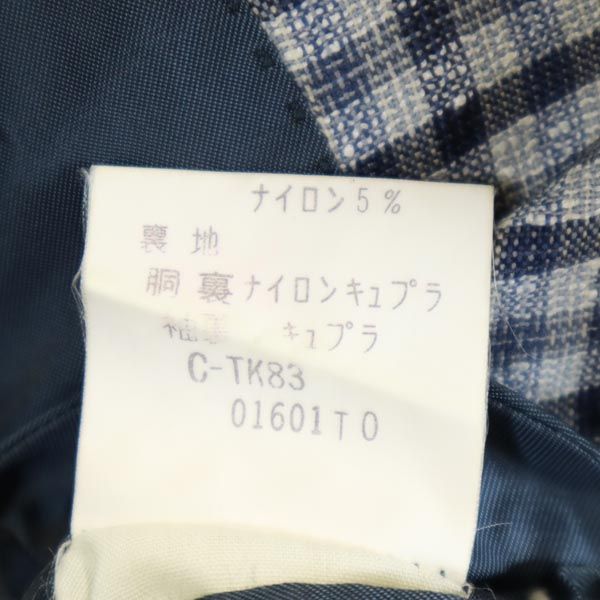 ナイロン5%
裏地
胴裏ナイロンキュプラ
袖裏 キュプラ
C-TK83
01601T0